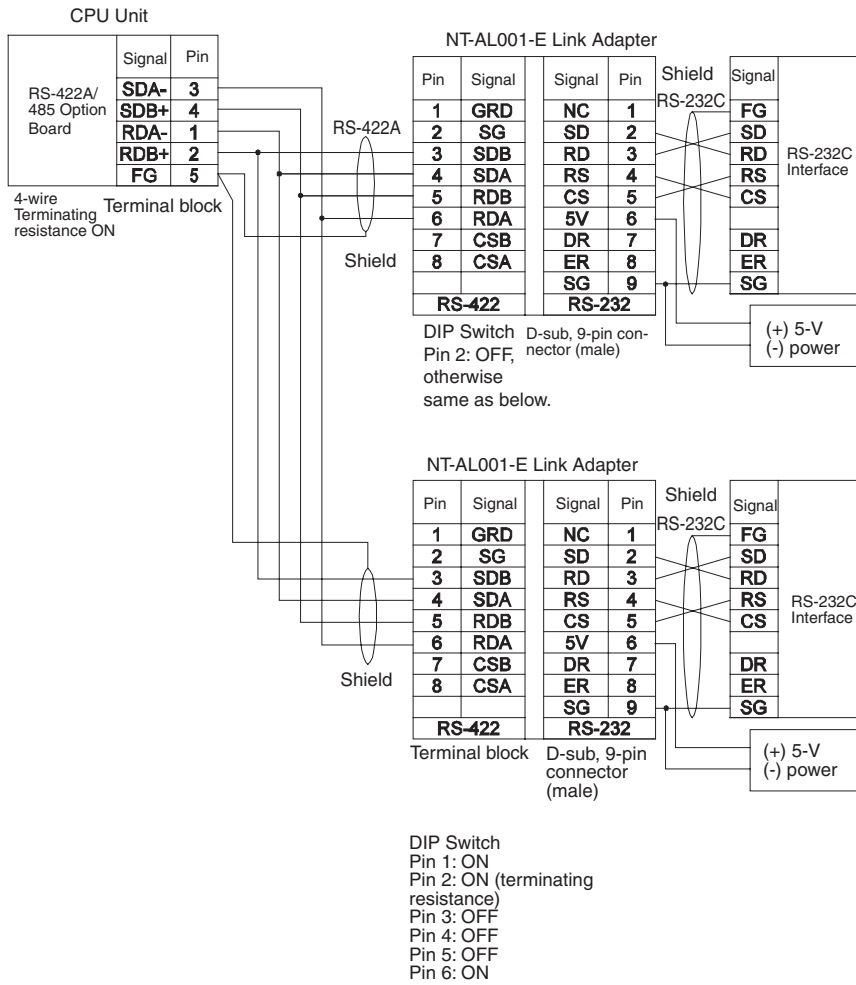 CPU Unit
Signal Pin
RS-422A/
485 Option
Board
SDA- 3
SDB+ 4
RDA- 1
RDB+ 2
FG 5
4-wire
Terminating
resistance ON
Terminal block
RS-422A
Shield
NT-AL001-E Link Adapter
Pin Signal Signal Pin
1 GRD NC 1
2 SG SD 2
3 SDB RD 3
4 SDA RS 4
5 RDB CS 5
6 RDA 5V 6
7 CSB DR 7
8 CSA ER 8
SG 9
RS-422 RS-232
Shield
RS-232C
Signal
FG
SD
RD
RS
CS
DR
ER
SG
RS-232C
Interface
(+) 5-V
(-) power
DIP Switch
Pin 2: OFF,
otherwise
same as below.
D-sub, 9-pin con-
nector (male)
NT-AL001-E Link Adapter
Pin Signal Signal Pin
1 GRD NC 1
2 SG SD 2
3 SDB RD 3
4 SDA RS 4
5 RDB CS 5
6 RDA 5V 6
7 CSB DR 7
8 CSA ER 8
SG 9
RS-422 RS-232
Shield
Shield
RS-232C
Signal
FG
SD
RD
RS
CS
DR
ER
SG
RS-232C
Interface
(+) 5-V
(-) power
Terminal block
D-sub, 9-pin
connector
(male)
DIP Switch
Pin 1: ON
Pin 2: ON (terminating
resistance)
Pin 3: OFF
Pin 4: OFF
Pin 5: OFF
Pin 6: ON